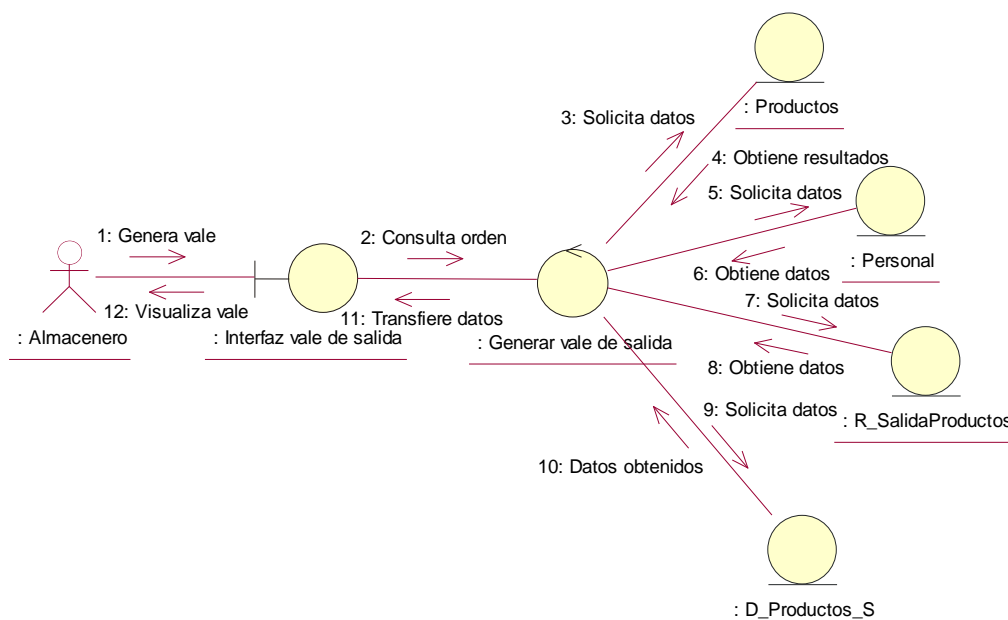 : Productos
3: Solicita datos
4: Obtiene resultados
5: Solicita datos
1: Genera vale
2: Consulta orden
: Personal
6: Obtiene datos
7: Solicita datos
12: Visualiza vale
11: Transfiere datos
: Almacenero
: Interfaz vale de salida
: Generar vale de salida
8: Obtiene datos
9: Solicita datos
: R_SalidaProductos
10: Datos obtenidos
: D_Productos_S